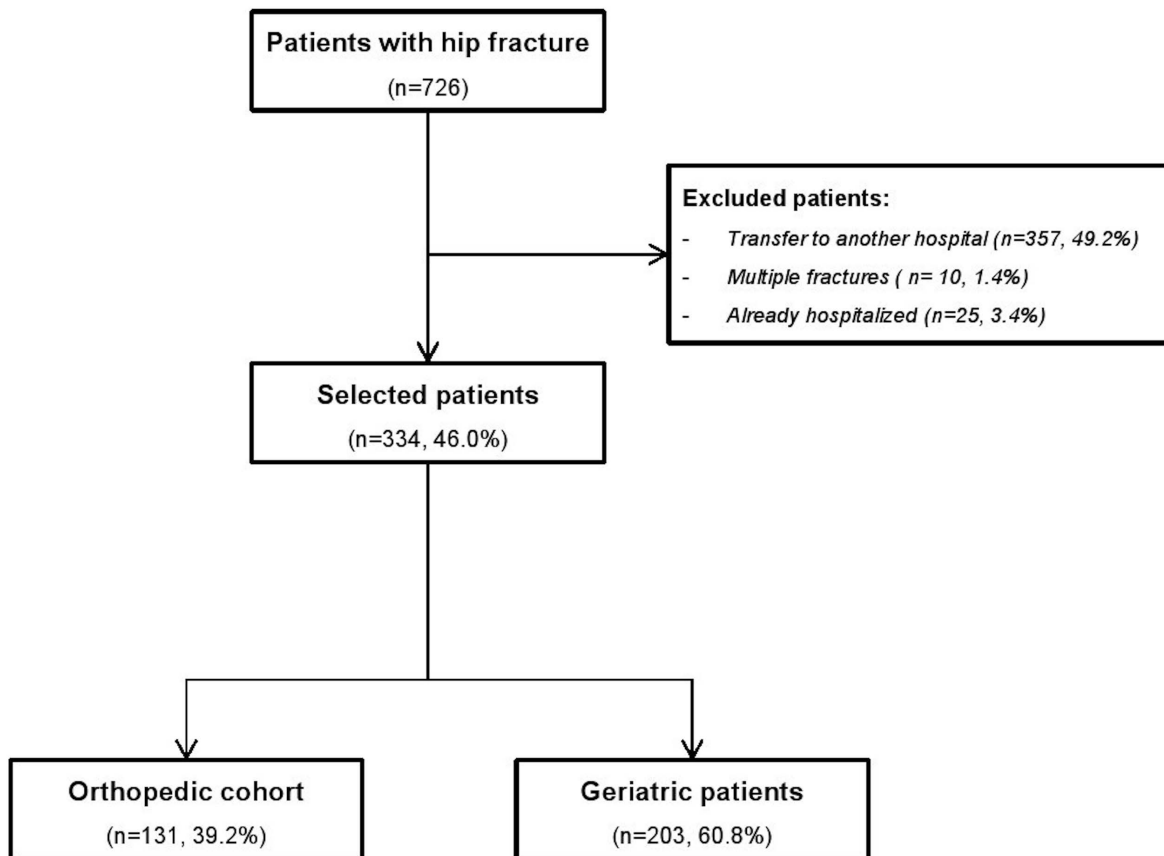 Patients with hip fracture
(n=726)
Excluded patients:
- Transfer to another hospital (n=357, 49.2%)
- Multiple fractures ( n= 10, 1.4%)
- Already hospitalized (n=25, 3.4%)
Selected patients
(n=334, 46.0%)
Orthopedic cohort
(n=131, 39.2%)
Geriatric patients
(n=203, 60.8%)